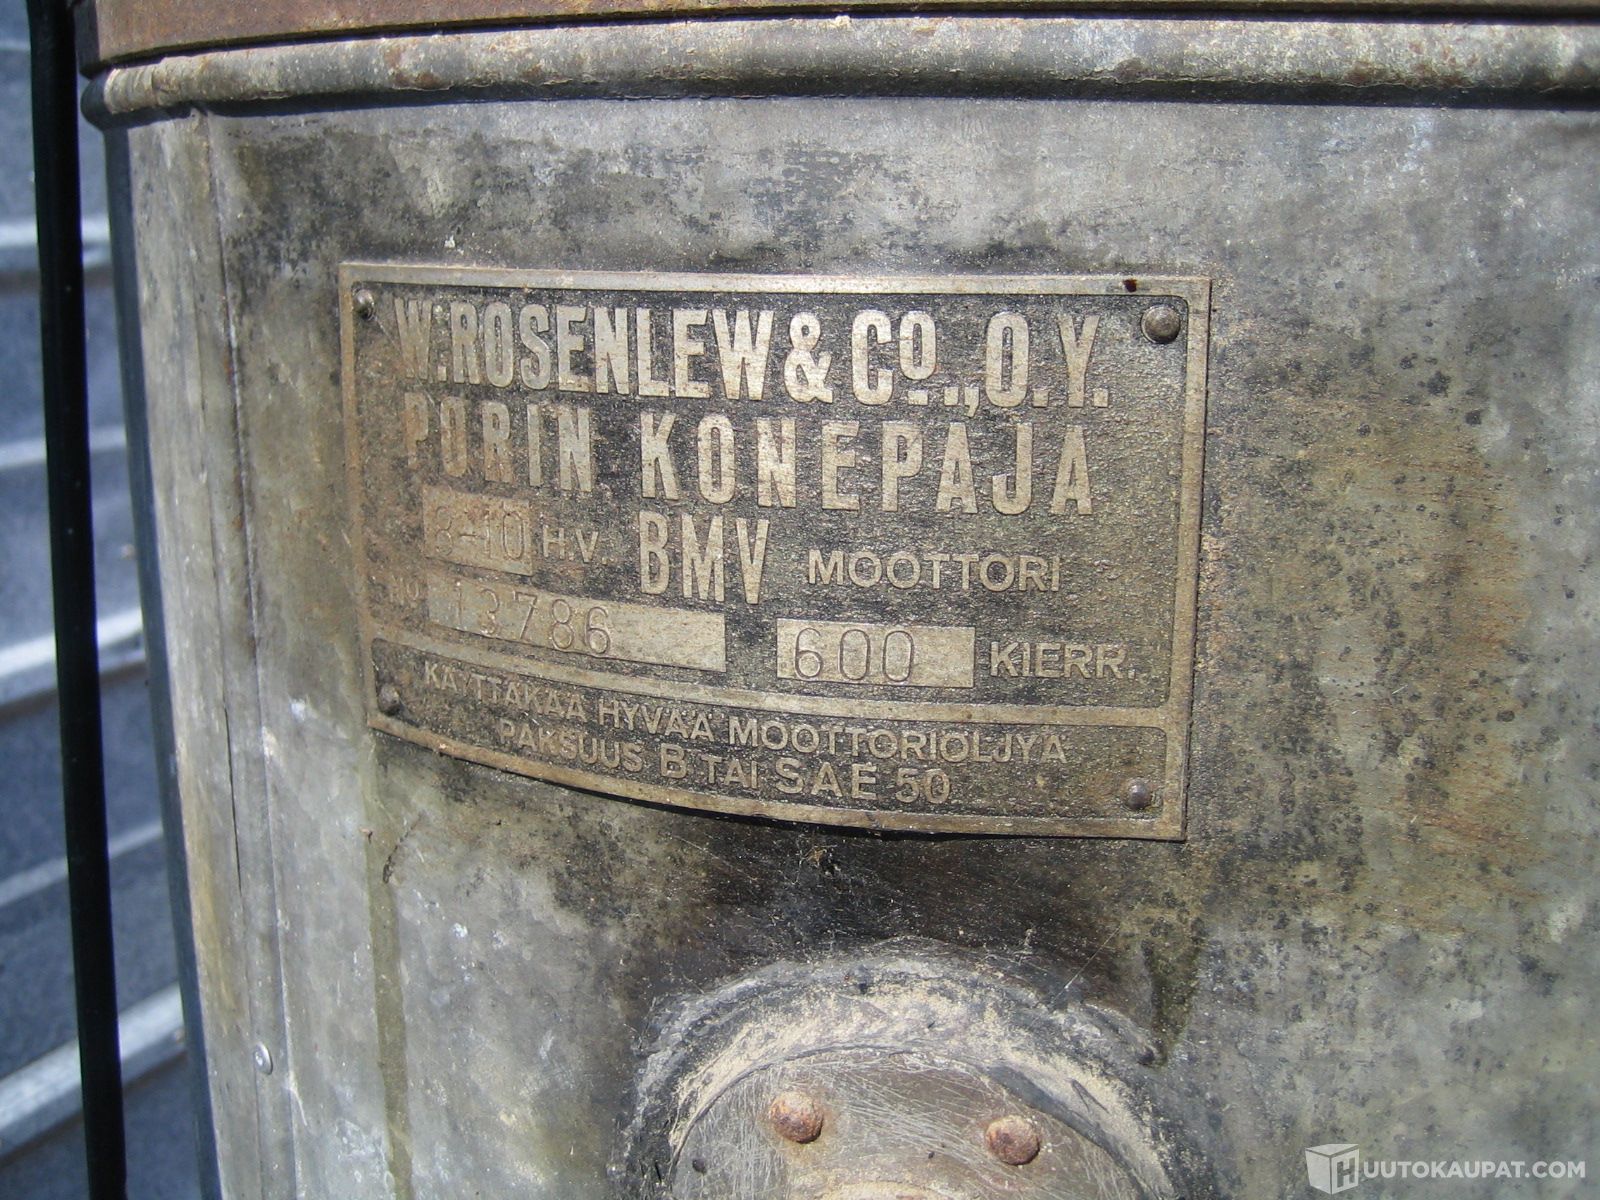 W. ROSENLEW & Cº., O.Y.
PORIN KONEPAJA
8-10 H.V. BMV MOOTTORI
Nº 13786 600 KIERR.
KÄYTTÄKÄÄ HYVÄÄ MOOTTORIÖLJYÄ
PAKSUUS B TAI SAE 50
HUUTOKAUPAT.COM